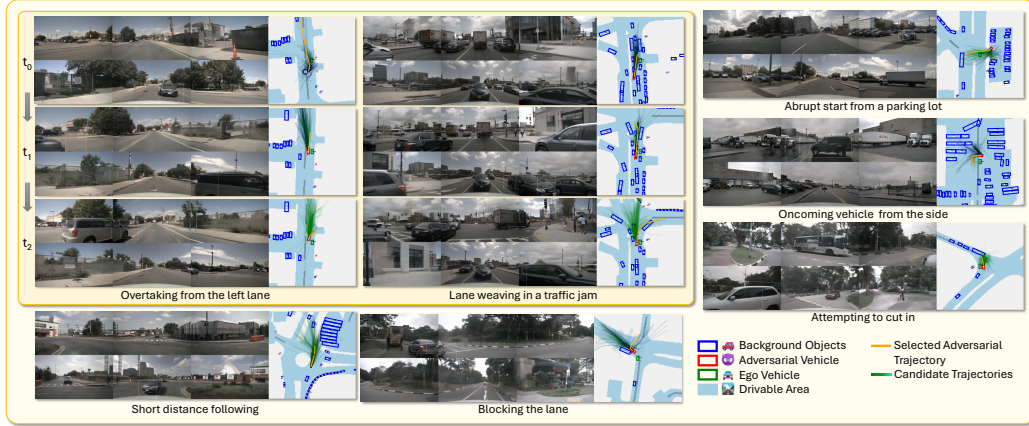 t0
t1
t2
Overtaking from the left lane
Lane weaving in a traffic jam
Abrupt start from a parking lot
Oncoming vehicle from the side
Attempting to cut in
Short distance following
Blocking the lane
Background Objects
Adversarial Vehicle
Ego Vehicle
Drivable Area
Selected Adversarial
Trajectory
Candidate Trajectories